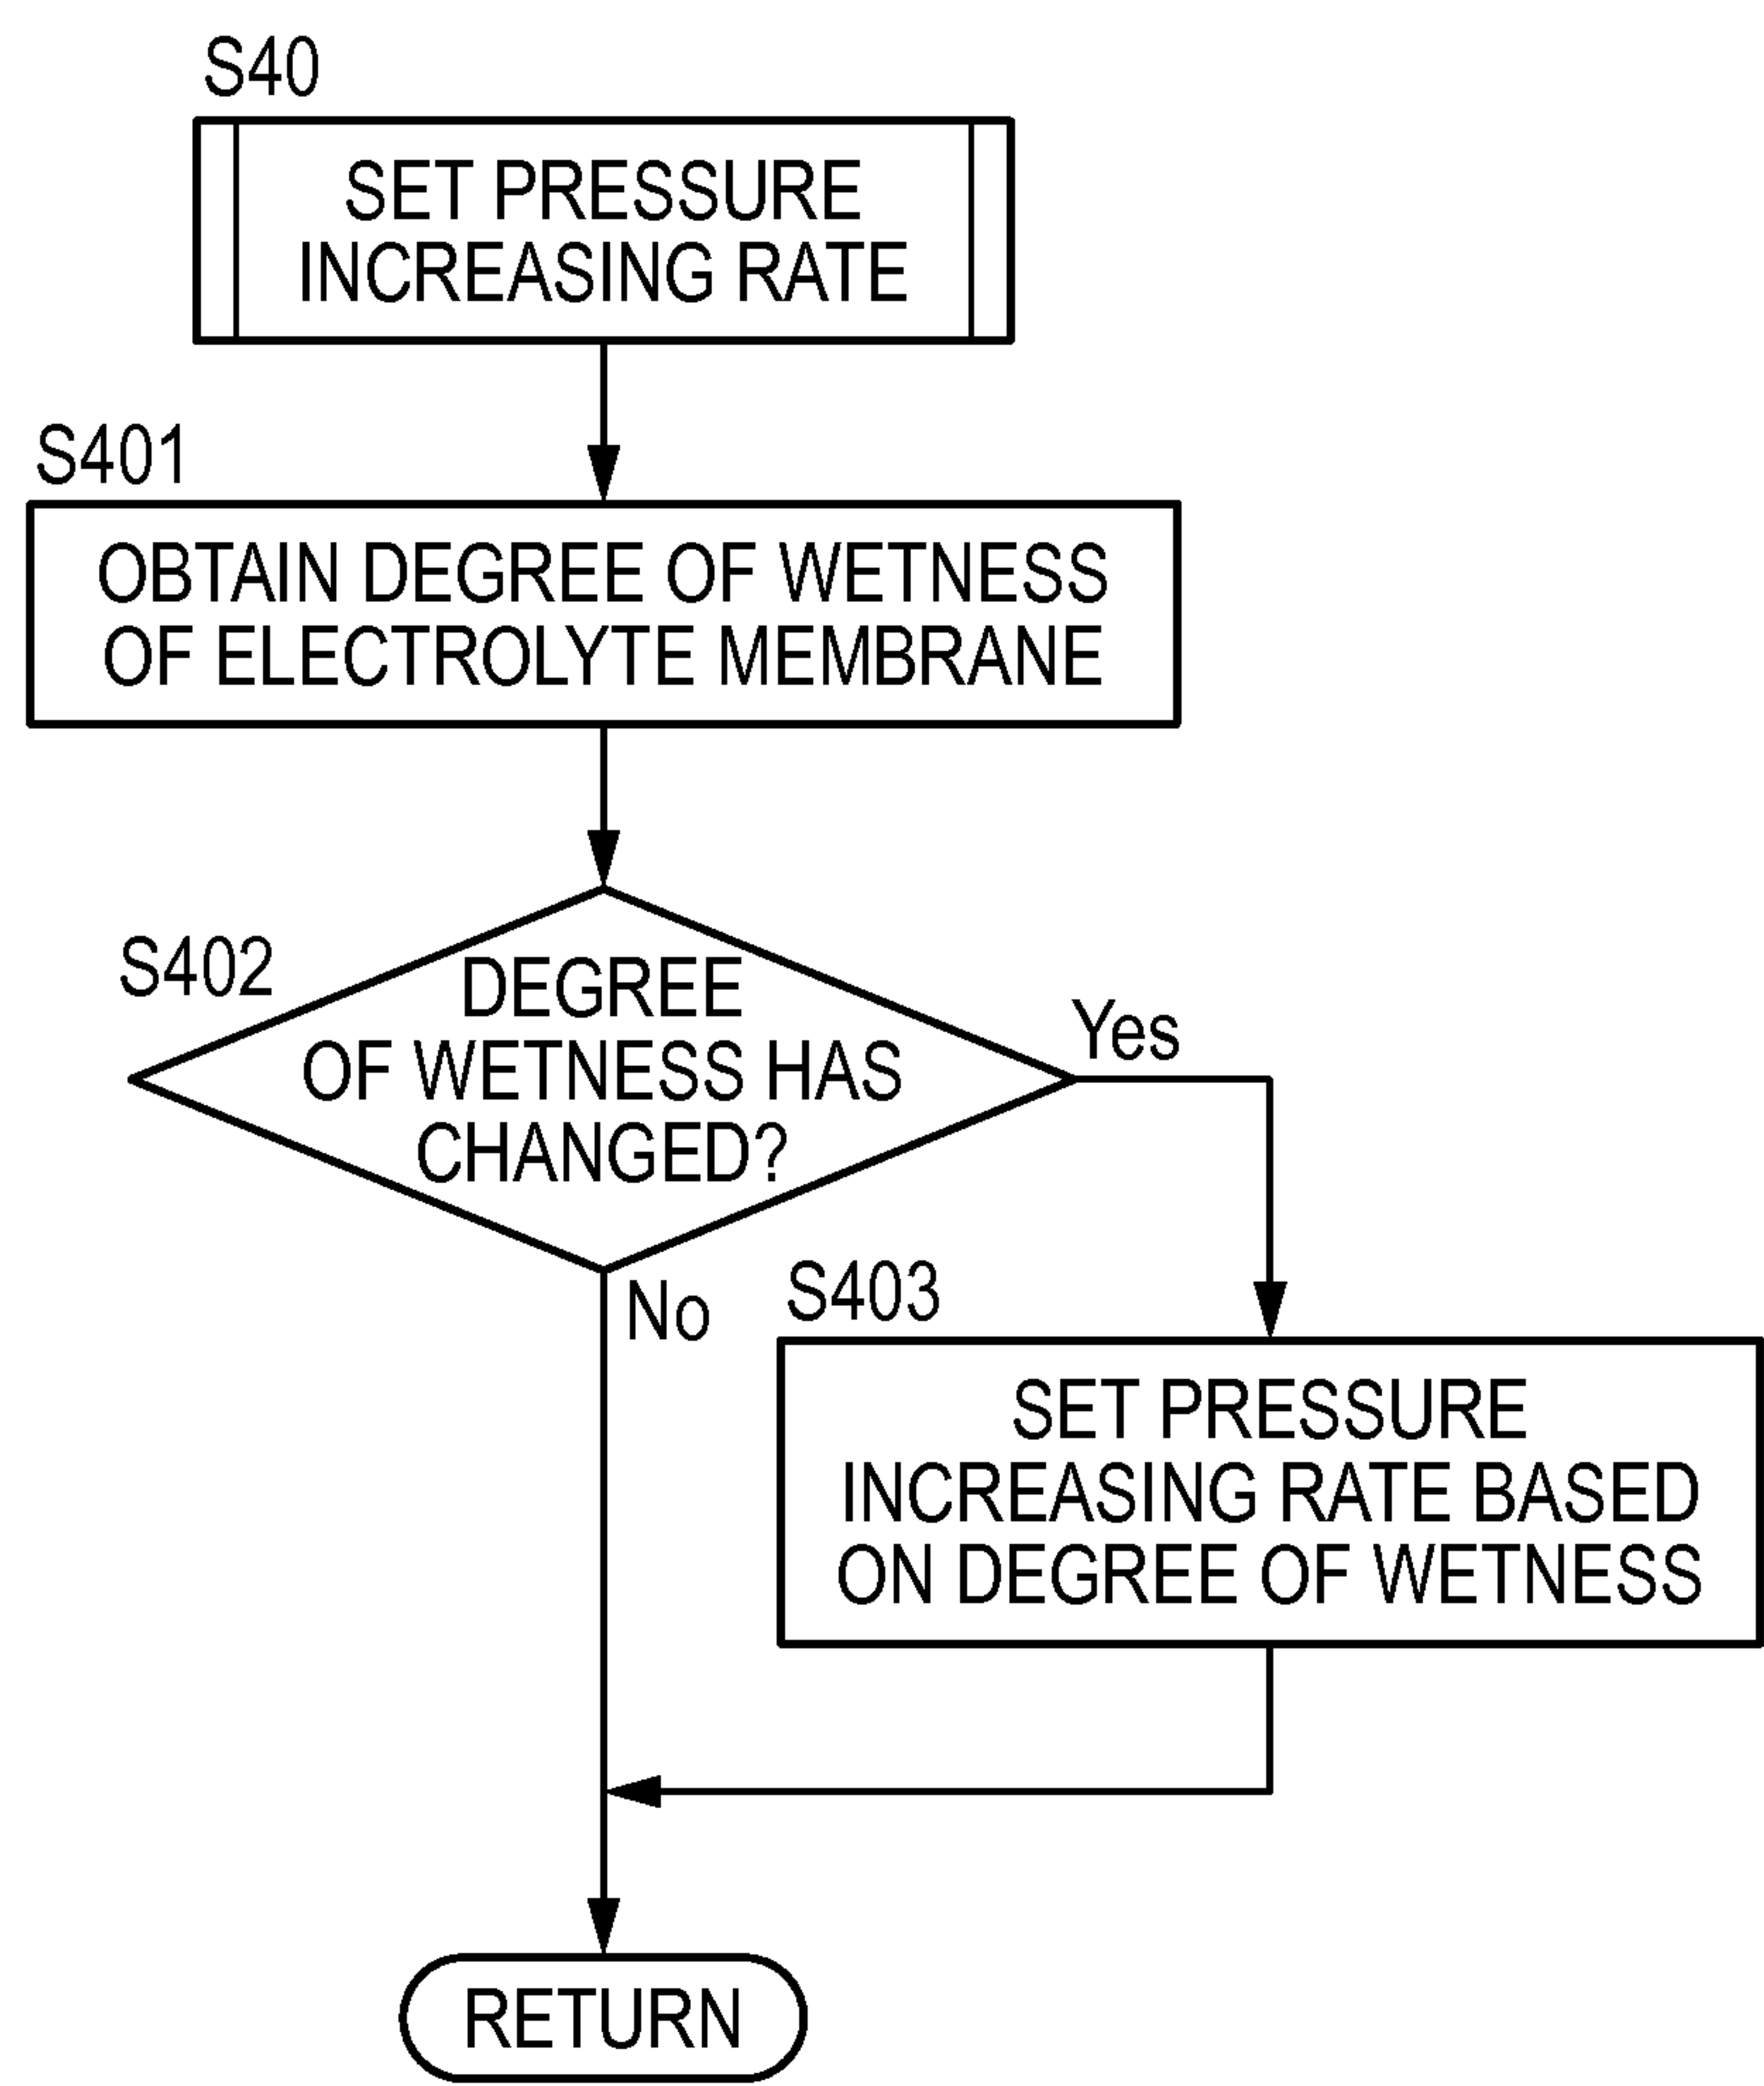 S40
SET PRESSURE
INCREASING RATE
S401
OBTAIN DEGREE OF WETNESS
OF ELECTROLYTE MEMBRANE
S402
DEGREE
OF WETNESS HAS
CHANGED?
Yes
No
S403
SET PRESSURE
INCREASING RATE BASED
ON DEGREE OF WETNESS
RETURN